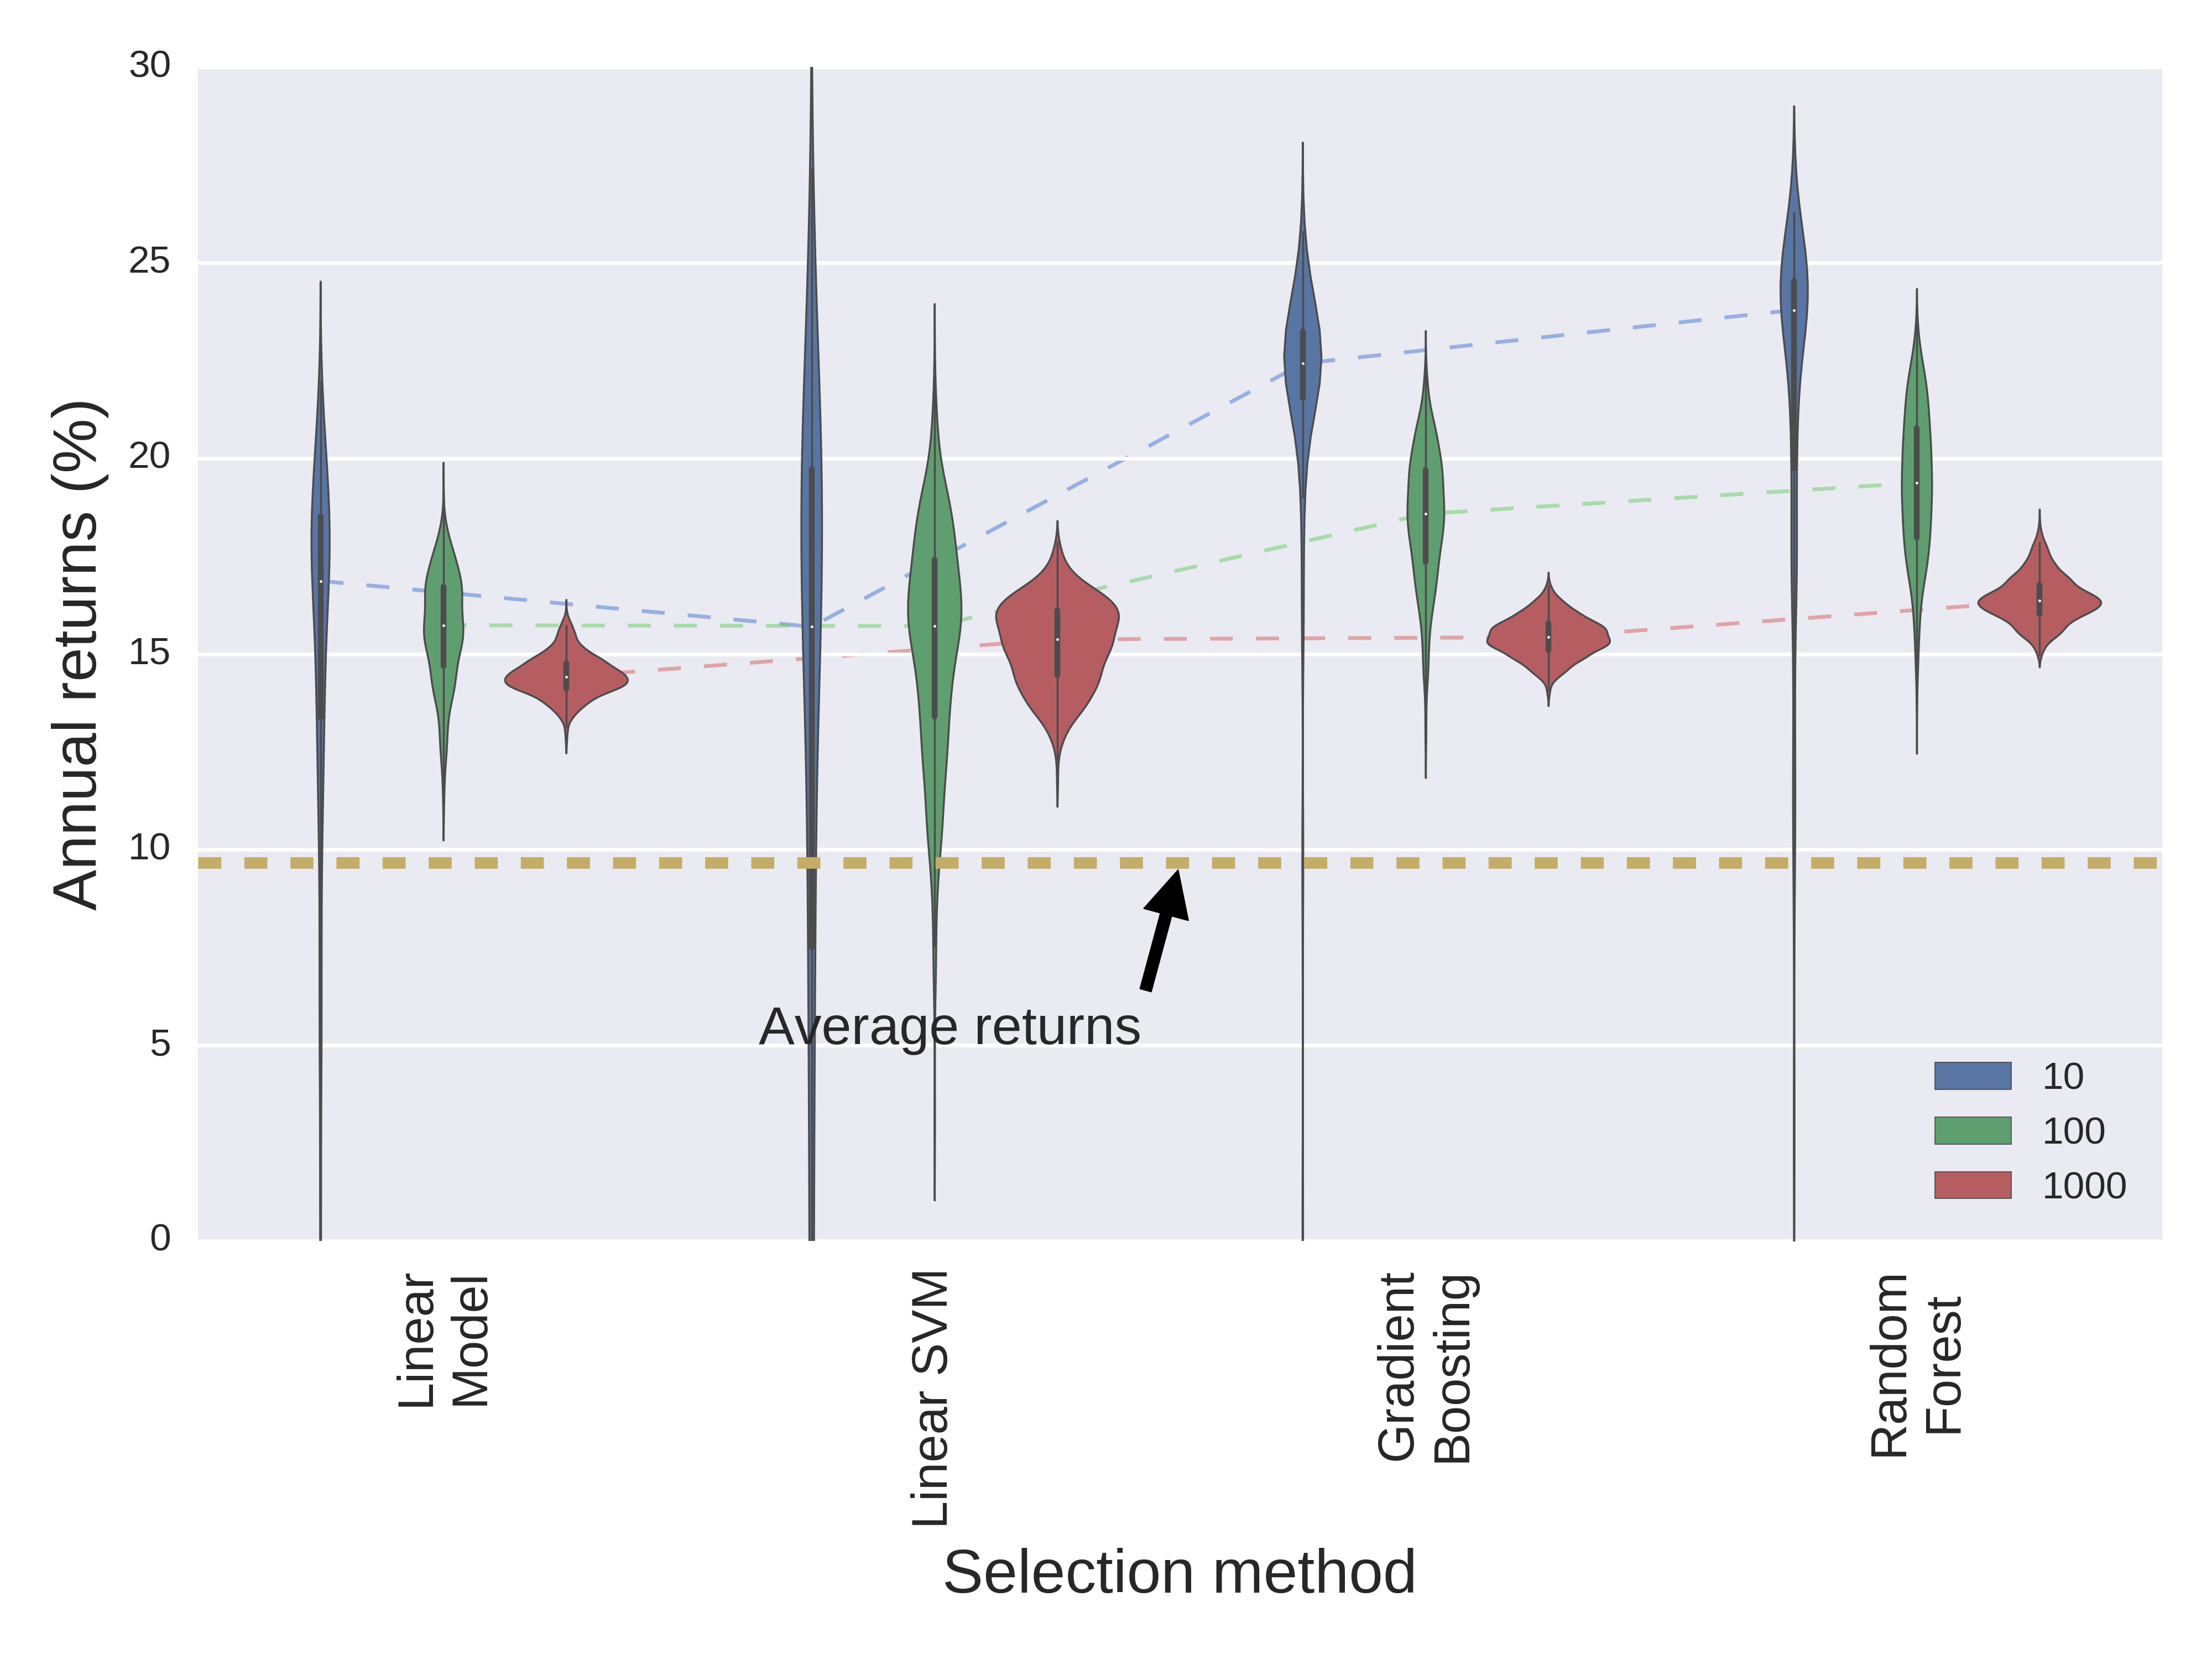 30
25
20
15
10
5
0
Annual returns (%)
Average returns
10
100
1000
Linear
Model
Linear SVM
Gradient
Boosting
Random
Forest
Selection method